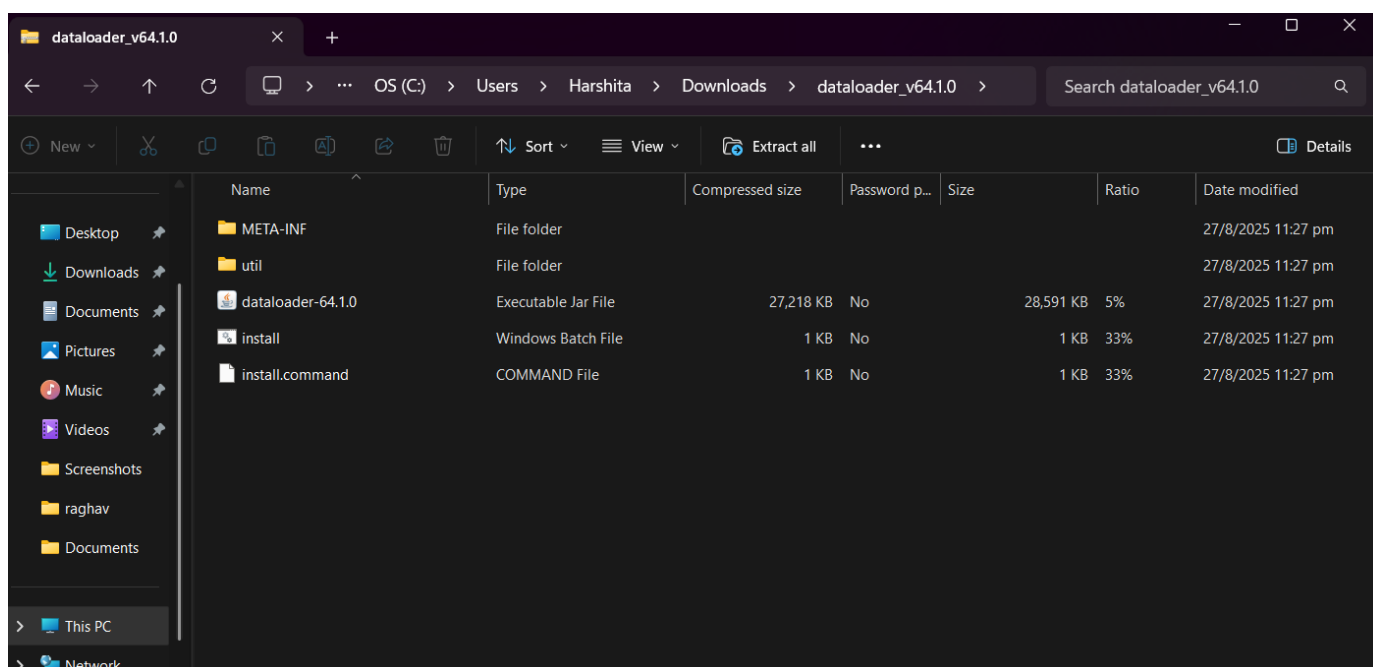 dataloader_v64.1.0
OS (C:) > Users > Harshita > Downloads > dataloader_v64.1.0 >
Search dataloader_v64.1.0
New
Sort
View
Extract all
Details
Name Type Compressed size Password p... Size Ratio Date modified
META-INF File folder 27/8/2025 11:27 pm
util File folder 27/8/2025 11:27 pm
dataloader-64.1.0 Executable Jar File 27,218 KB No 28,591 KB 5% 27/8/2025 11:27 pm
install Windows Batch File 1 KB No 1 KB 33% 27/8/2025 11:27 pm
install.command COMMAND File 1 KB No 1 KB 33% 27/8/2025 11:27 pm
Desktop
Downloads
Documents
Pictures
Music
Videos
Screenshots
raghav
Documents
This PC
Network